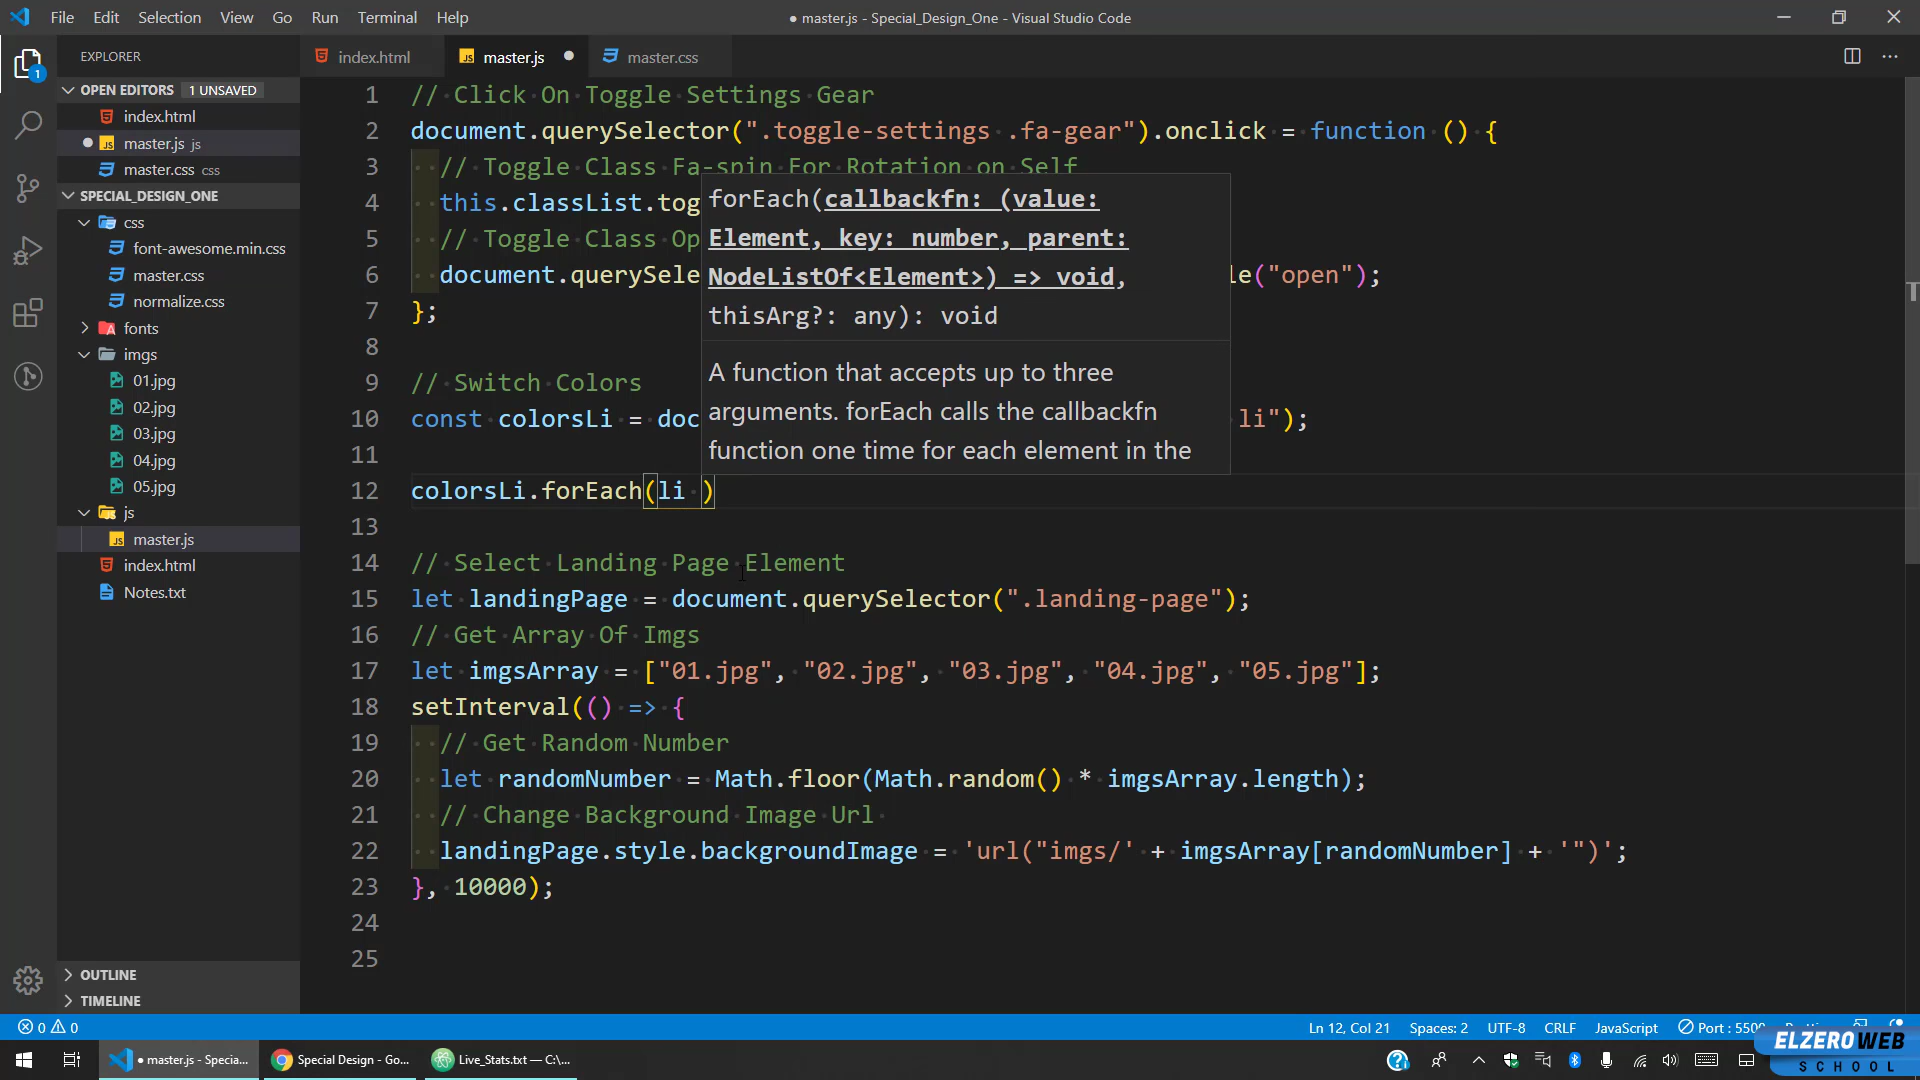 File Edit Selection View Go Run Terminal Help
● master.js - Special_Design_One - Visual Studio Code
EXPLORER
OPEN EDITORS 1 UNSAVED
index.html
master.js js
master.css css
SPECIAL_DESIGN_ONE
css
font-awesome.min.css
master.css
normalize.css
fonts
imgs
01.jpg
02.jpg
03.jpg
04.jpg
05.jpg
js
master.js
index.html
Notes.txt
OUTLINE
TIMELINE
index.html
master.js
master.css
1 // Click On Toggle Settings Gear
2 document.querySelector(".toggle-settings .fa-gear").onclick = function () {
3 // Toggle Class Fa-spin For Rotation on Self
4 this.classList.tog
5 // Toggle Class Op
6 document.querySele le("open");
7 };
8
9 // Switch Colors
10 const colorsLi = doc li");
11
12 colorsLi.forEach(li )
13
14 // Select Landing Page Element
15 let landingPage = document.querySelector(".landing-page");
16 // Get Array Of Imgs
17 let imgsArray = ["01.jpg", "02.jpg", "03.jpg", "04.jpg", "05.jpg"];
18 setInterval(() => {
19 // Get Random Number
20 let randomNumber = Math.floor(Math.random() * imgsArray.length);
21 // Change Background Image Url
22 landingPage.style.backgroundImage = 'url("imgs/' + imgsArray[randomNumber] + '")';
23 }, 10000);
24
25
forEach(callbackfn: (value:
Element, key: number, parent:
NodeListOf<Element>) => void,
thisArg?: any): void
A function that accepts up to three
arguments. forEach calls the callbackfn
function one time for each element in the
1
0 0
Ln 12, Col 21 Spaces: 2 UTF-8 CRLF JavaScript Port : 5500
● master.js - Specia...
Special Design - Go...
Live_Stats.txt — C:\...
ELZEROWEB
SCHOOL